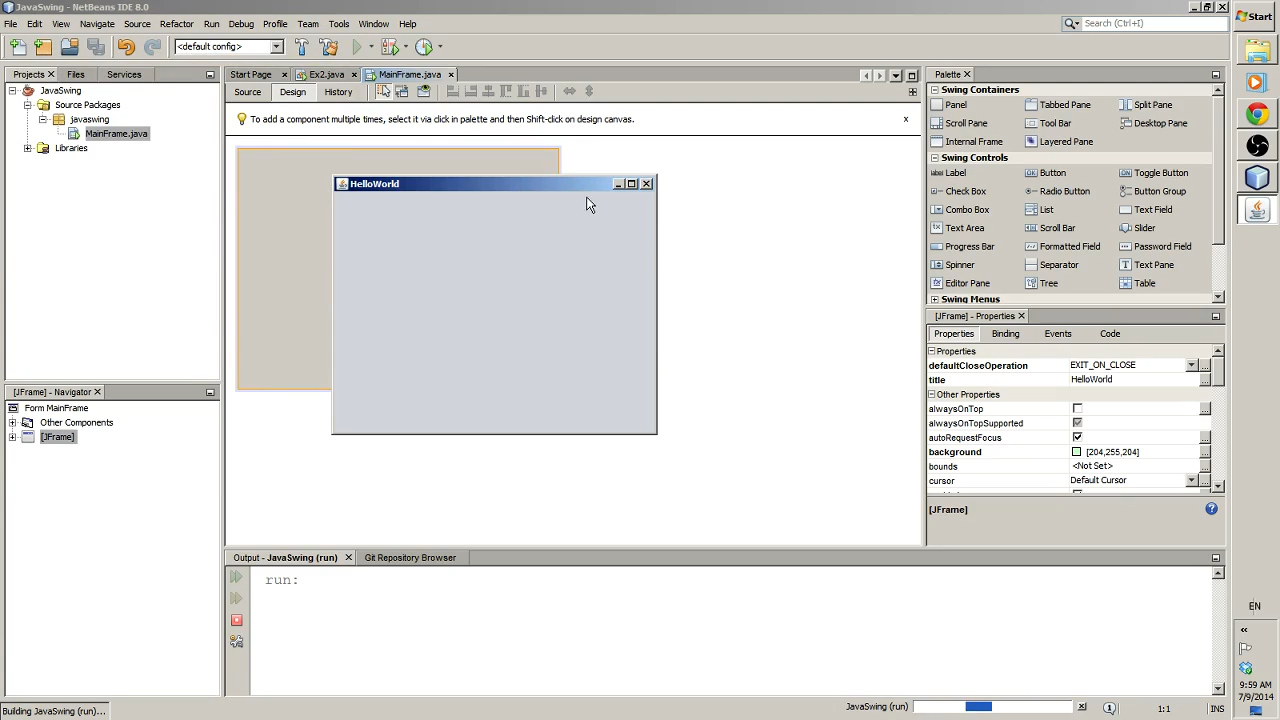 JavaSwing - NetBeans IDE 8.0
File Edit View Navigate Source Refactor Run Debug Profile Team Tools Window Help
Search (Ctrl+I)
<default config>
Start
Projects Files Services
JavaSwing
Source Packages
javaswing
MainFrame.java
Libraries
Start Page Ex2.java MainFrame.java
Source Design History
To add a component multiple times, select it via click in palette and then Shift-click on design canvas.
HelloWorld
Palette
Swing Containers
Panel Tabbed Pane Split Pane
Scroll Pane Tool Bar Desktop Pane
Internal Frame Layered Pane
Swing Controls
Label Button Toggle Button
Check Box Radio Button Button Group
Combo Box List Text Field
Text Area Scroll Bar Slider
Progress Bar Formatted Field Password Field
Spinner Separator Text Pane
Editor Pane Tree Table
Swing Menus
[JFrame] - Properties
Properties Binding Events Code
Properties
defaultCloseOperation EXIT_ON_CLOSE
title HelloWorld
Other Properties
alwaysOnTop
alwaysOnTopSupported
autoRequestFocus
background [204,255,204]
bounds <Not Set>
cursor Default Cursor
[JFrame]
[JFrame] - Navigator
Form MainFrame
Other Components
[JFrame]
Output - JavaSwing (run) Git Repository Browser
run:
Building JavaSwing (run)...
JavaSwing (run)
1
1:1
INS
EN
9:59 AM
7/9/2014